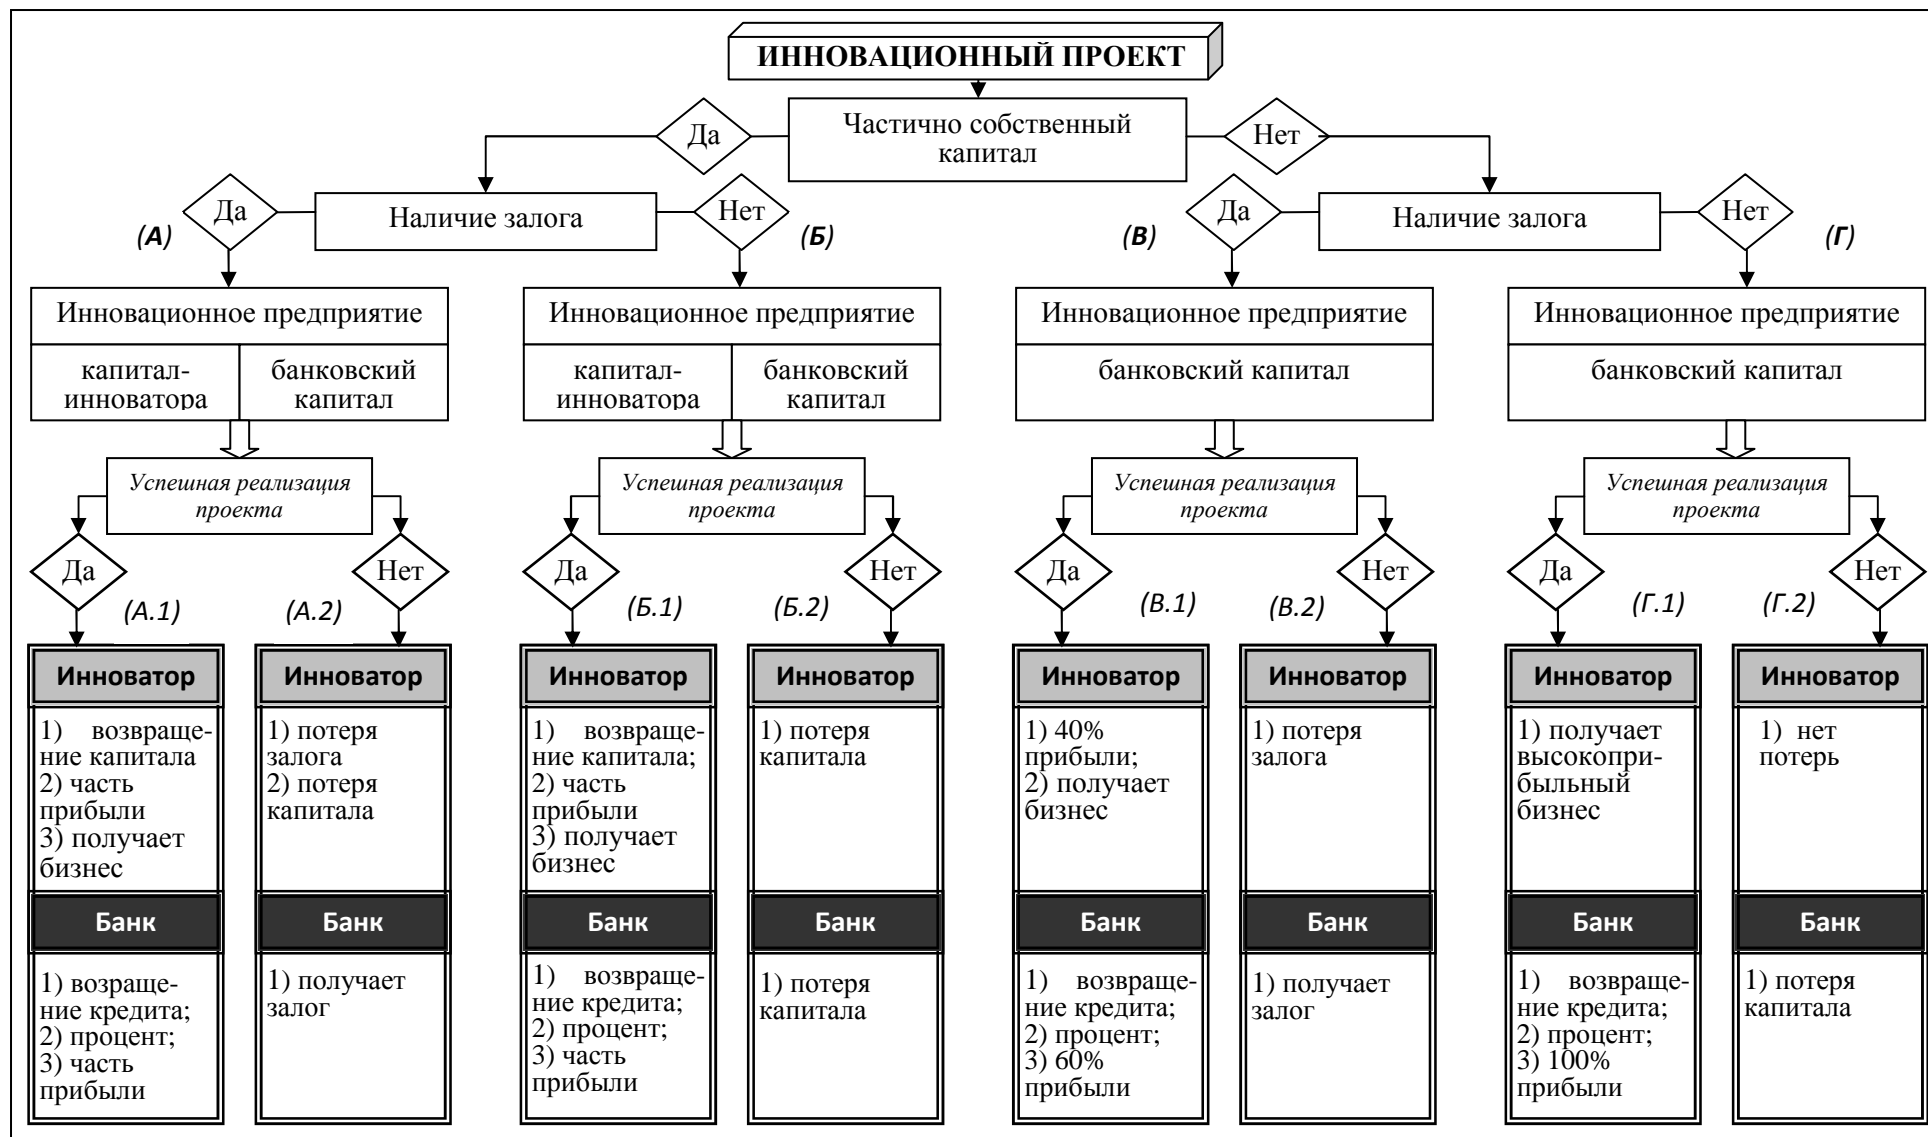 ИННОВАЦИОННЫЙ ПРОЕКТ
Да
Частично собственный
капитал
Нет
Да
Наличие залога
Нет
Да
Наличие залога
Нет
(А)
(Б)
(В)
(Г)
Инновационное предприятие
капитал-
инноватора
банковский
капитал
Инновационное предприятие
капитал-
инноватора
банковский
капитал
Инновационное предприятие
банковский капитал
Инновационное предприятие
банковский капитал
Успешная реализация
проекта
Успешная реализация
проекта
Успешная реализация
проекта
Успешная реализация
проекта
Да
Нет
Да
Нет
Да
Нет
Да
Нет
(А.1)
(А.2)
(Б.1)
(Б.2)
(В.1)
(В.2)
(Г.1)
(Г.2)
Инноватор
1) возвраще-
ние капитала
2) часть
прибыли
3) получает
бизнес
Банк
1) возраще-
ние кредита;
2) процент;
3) часть
прибыли
Инноватор
1) потеря
залога
2) потеря
капитала
Банк
1) получает
залог
Инноватор
1) возвраще-
ние капитала;
2) часть
прибыли
3) получает
бизнес
Банк
1) возвраще-
ние кредита;
2) процент;
3) часть
прибыли
Инноватор
1) потеря
капитала
Банк
1) потеря
капитала
Инноватор
1) 40%
прибыли;
2) получает
бизнес
Банк
1) возвраще-
ние кредита;
2) процент;
3) 60%
прибыли
Инноватор
1) потеря
залога
Банк
1) получает
залог
Инноватор
1) получает
высокопри-
быльный
бизнес
Банк
1) возвраще-
ние кредита;
2) процент;
3) 100%
прибыли
Инноватор
1) нет
потерь
Банк
1) потеря
капитала